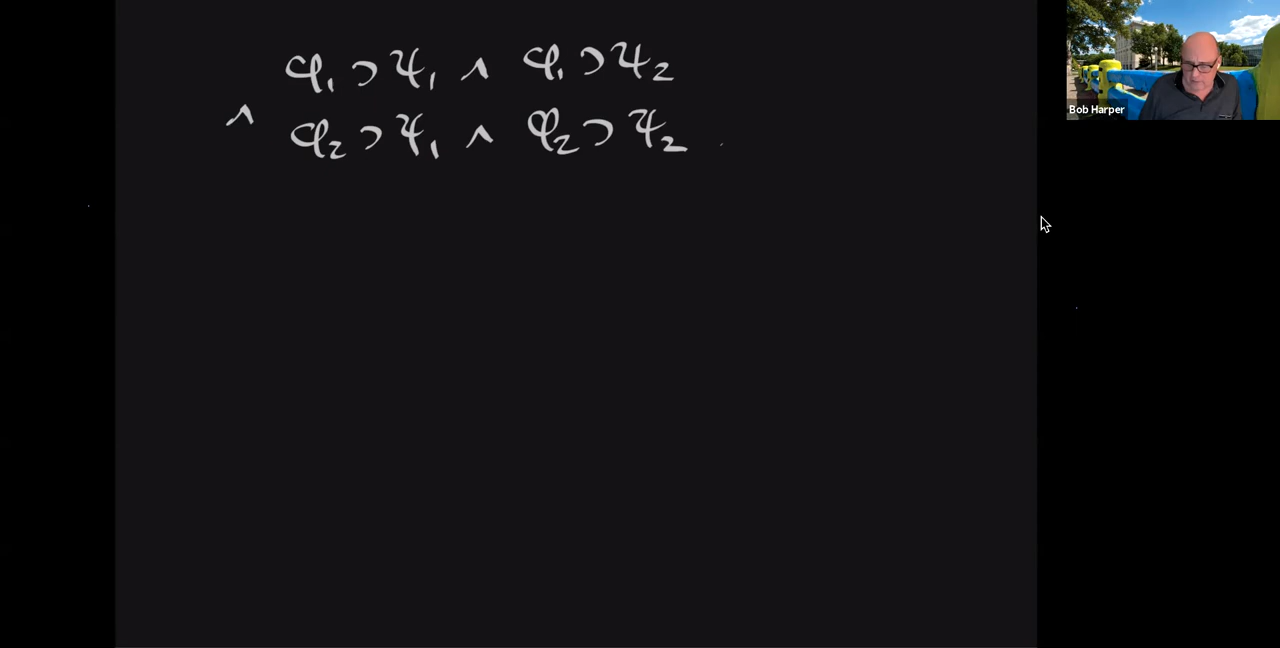 φ₁ ⊃ ψ₁ ∧ φ₁ ⊃ ψ₂
∧ φ₂ ⊃ ψ₁ ∧ φ₂ ⊃ ψ₂
Bob Harper